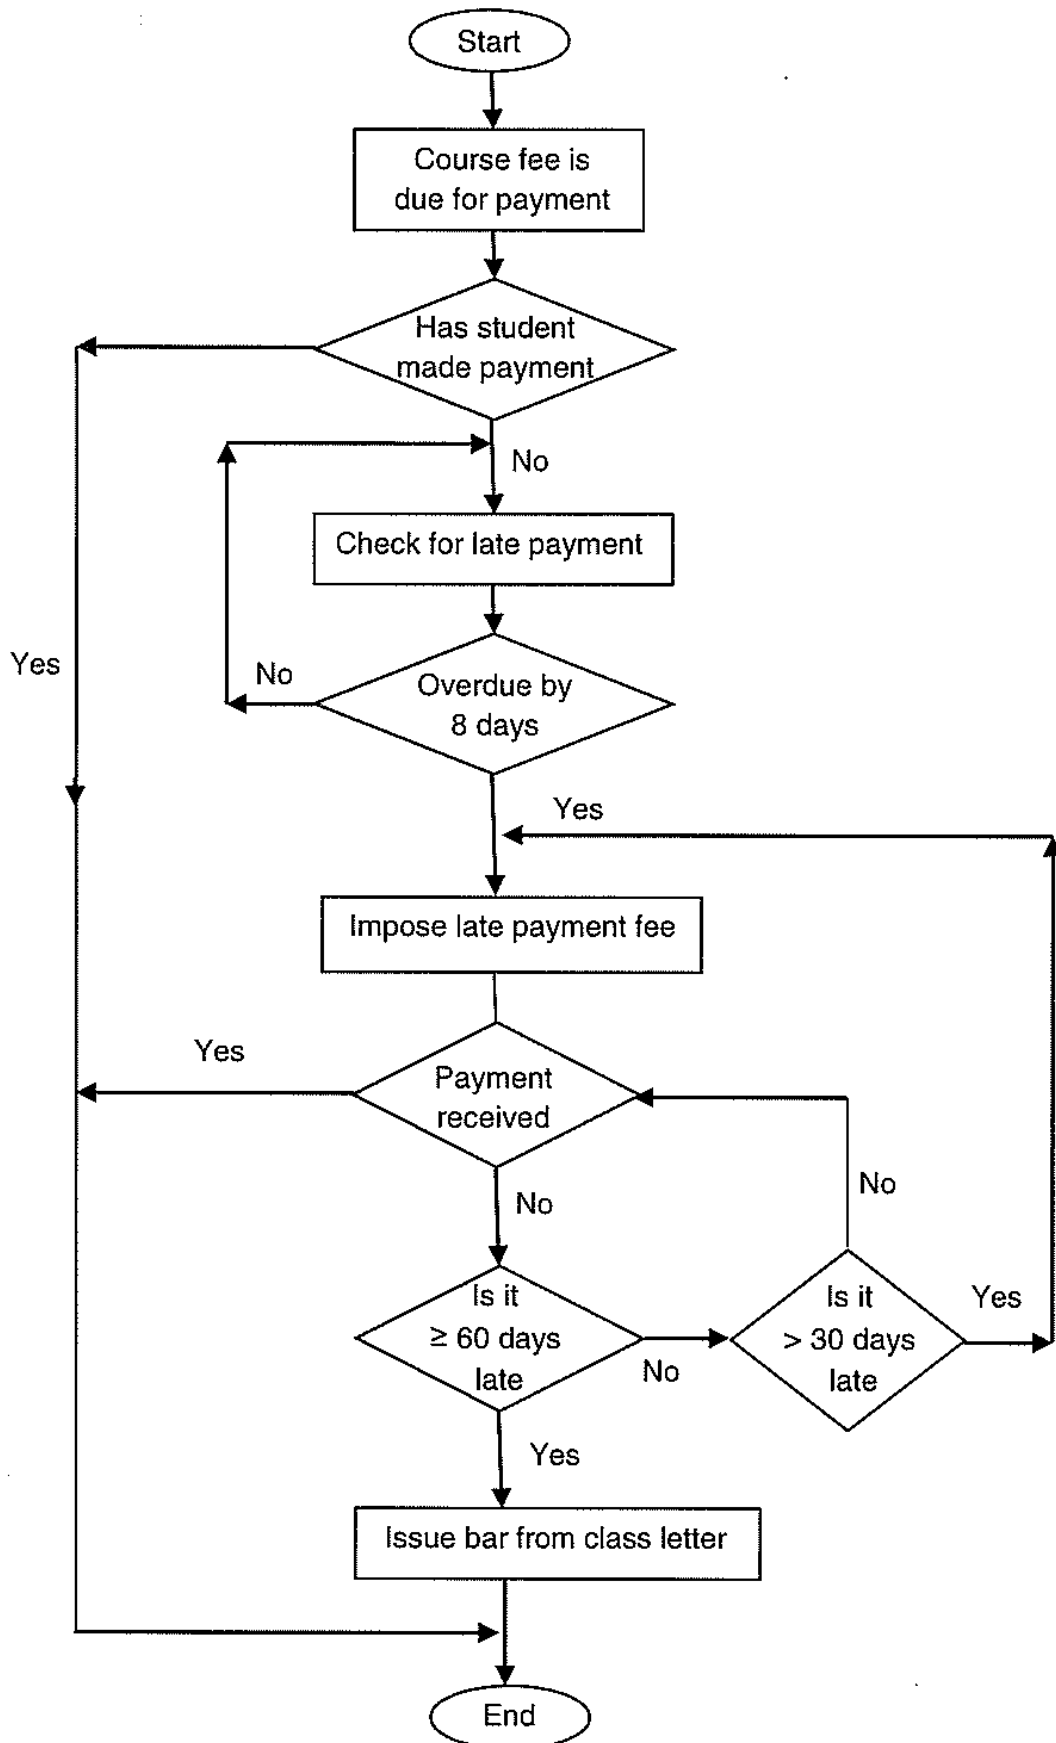 Start
Course fee is
due for payment
Has student
made payment
No
Check for late payment
Yes
No
Overdue by
8 days
Yes
Impose late payment fee
Yes
Payment
received
No
No
Is it
≥ 60 days
late
No
Is it
> 30 days
late
Yes
Yes
Issue bar from class letter
End